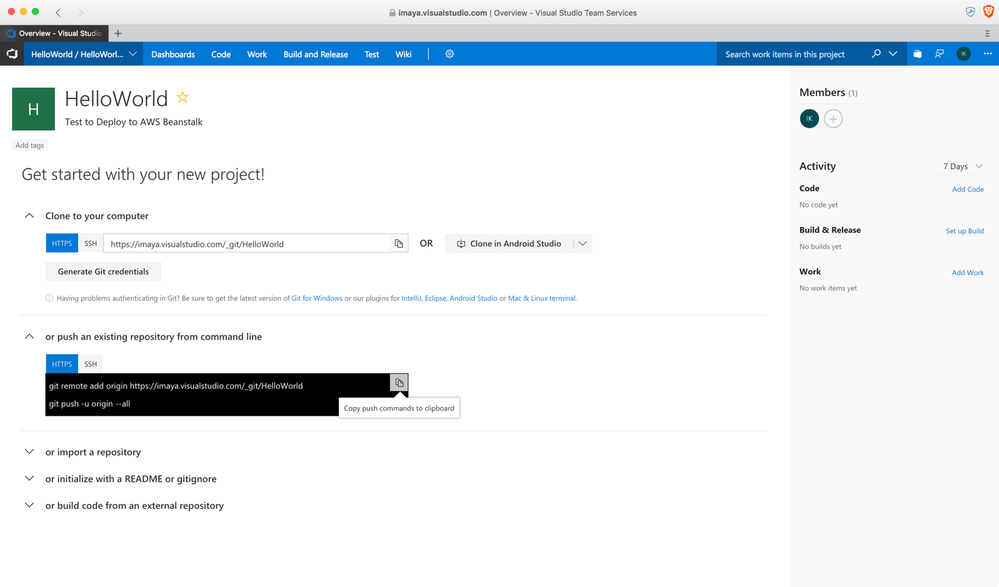 imaya.visualstudio.com | Overview - Visual Studio Team Services
Overview - Visual Studio
HelloWorld / HelloWorl... Dashboards Code Work Build and Release Test Wiki Search work items in this project IK
H
HelloWorld
Test to Deploy to AWS Beanstalk
Add tags
Get started with your new project!
Clone to your computer
HTTPS SSH https://imaya.visualstudio.com/_git/HelloWorld OR Clone in Android Studio
Generate Git credentials
Having problems authenticating in Git? Be sure to get the latest version of Git for Windows or our plugins for IntelliJ, Eclipse, Android Studio or Mac & Linux terminal.
or push an existing repository from command line
HTTPS SSH
git remote add origin https://imaya.visualstudio.com/_git/HelloWorld
git push -u origin --all
Copy push commands to clipboard
or import a repository
or initialize with a README or gitignore
or build code from an external repository
Members (1)
IK
Activity 7 Days
Code Add Code
No code yet
Build & Release Set up Build
No builds yet
Work Add Work
No work items yet